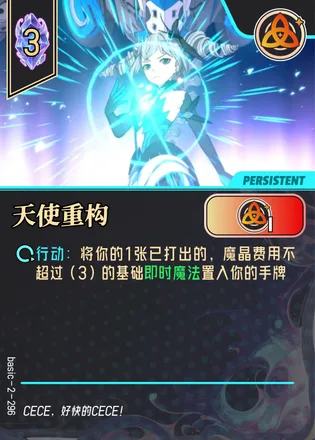 3
PERSISTENT
天使重构
1
行动：将你的1张已打出的，魔晶费用不
超过（3）的基础即时魔法置入你的手牌
basic-2-296
CECE，好快的CECE！